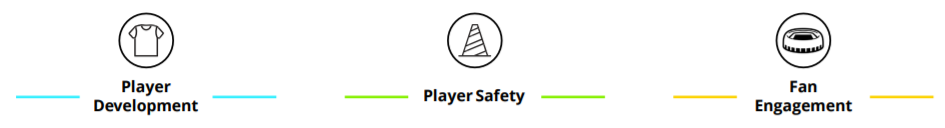 Player
Development
Player Safety
Fan
Engagement